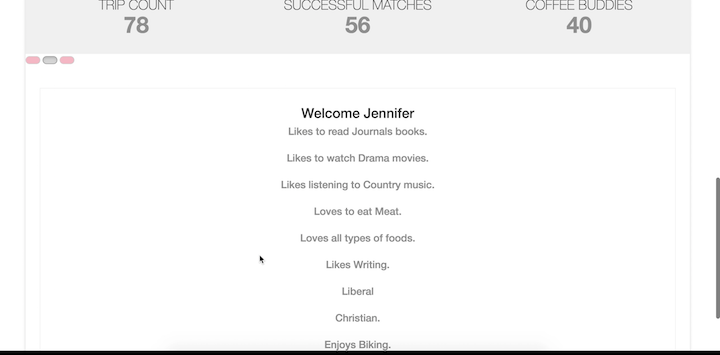 TRIP COUNT SUCCESSFUL MATCHES COFFEE BUDDIES
78 56 40
Welcome Jennifer
Likes to read Journals books.
Likes to watch Drama movies.
Likes listening to Country music.
Loves to eat Meat.
Loves all types of foods.
Likes Writing.
Liberal
Christian.
Enjoys Biking.